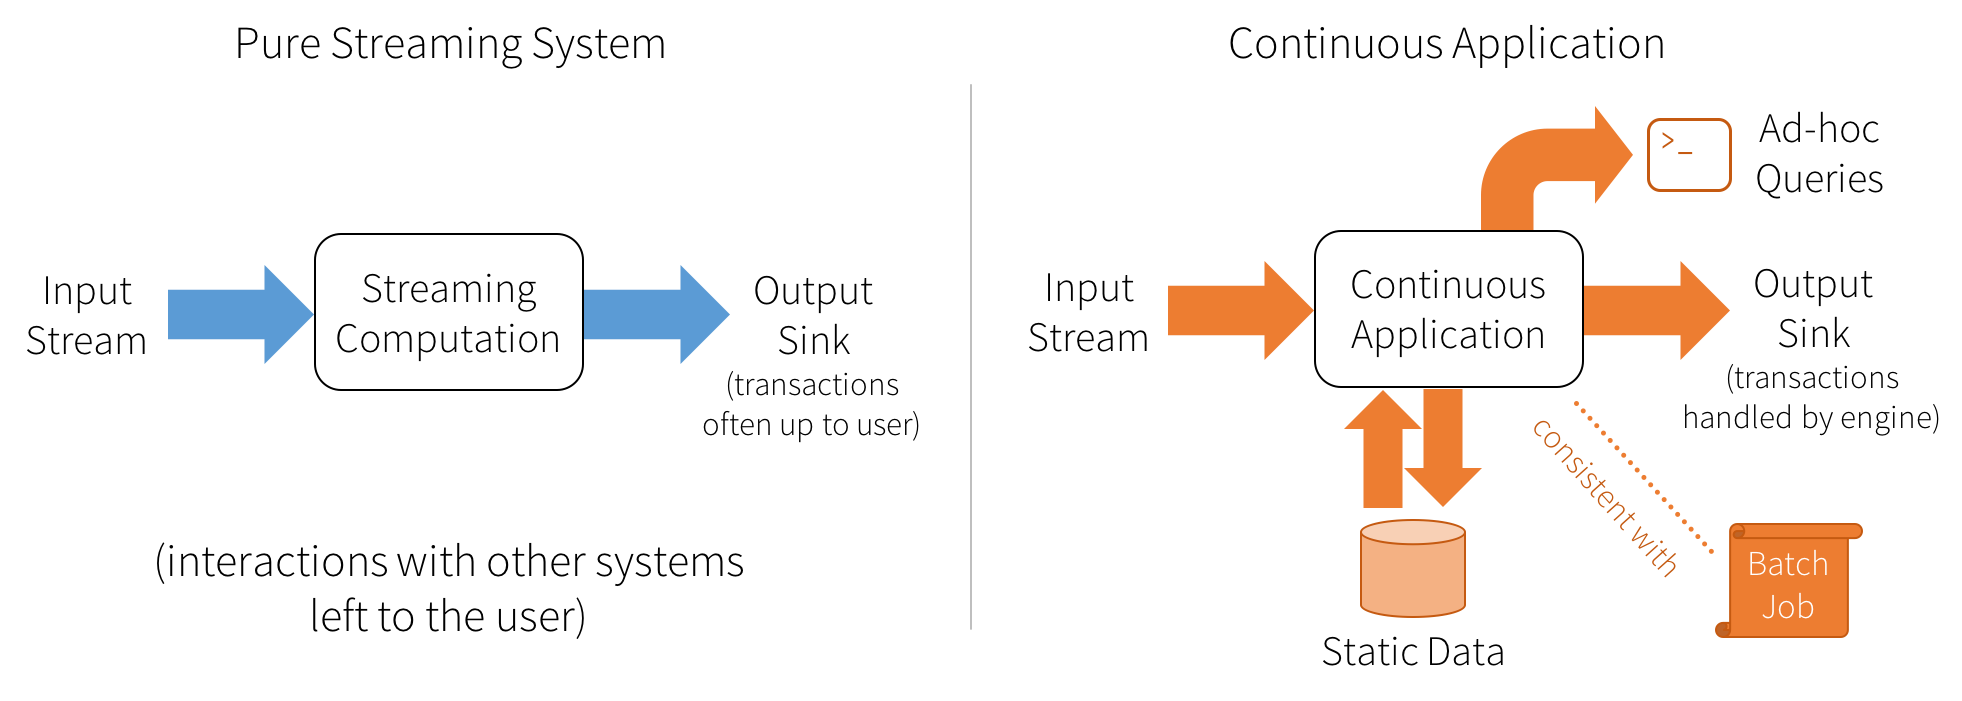 Pure Streaming System
Input
Stream
Streaming
Computation
Output
Sink
(transactions
often up to user)
(interactions with other systems
left to the user)
Continuous Application
>_
Ad-hoc
Queries
Input
Stream
Continuous
Application
Output
Sink
(transactions
handled by engine)
consistent with
Batch
Job
Static Data